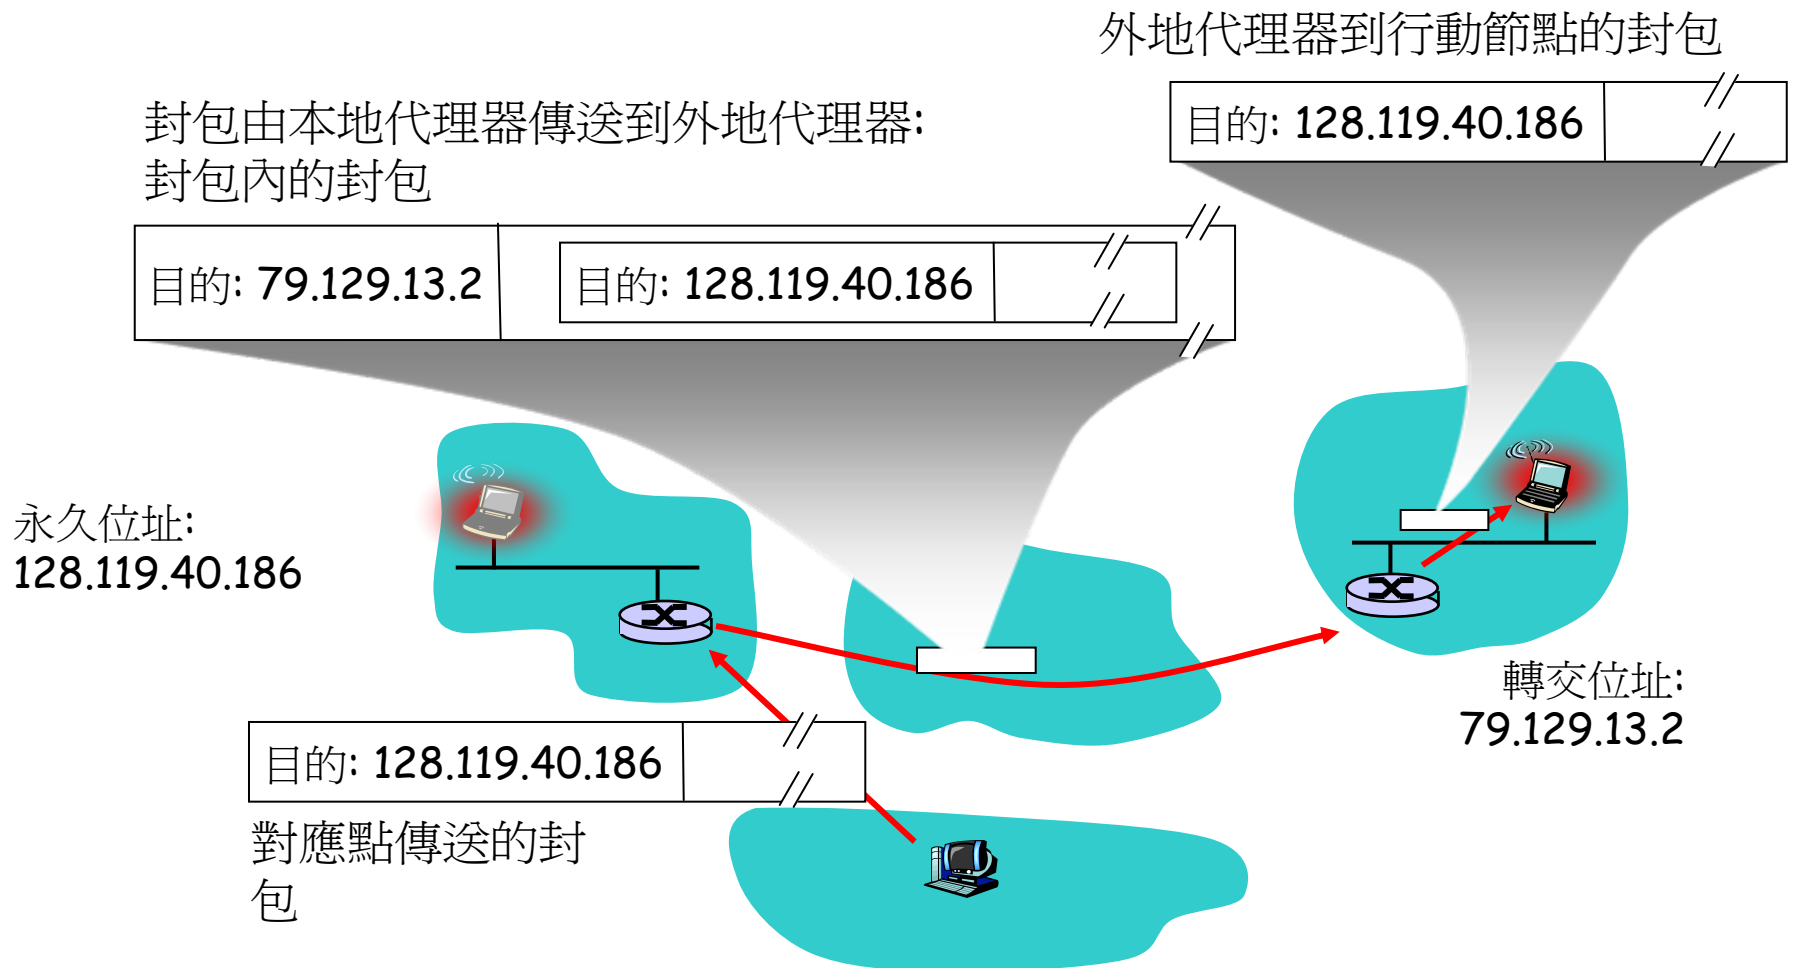 外地代理器到行動節點的封包
目的: 128.119.40.186
封包由本地代理器傳送到外地代理器:
封包內的封包
目的: 79.129.13.2
目的: 128.119.40.186
永久位址:
128.119.40.186
轉交位址:
79.129.13.2
目的: 128.119.40.186
對應點傳送的封
包